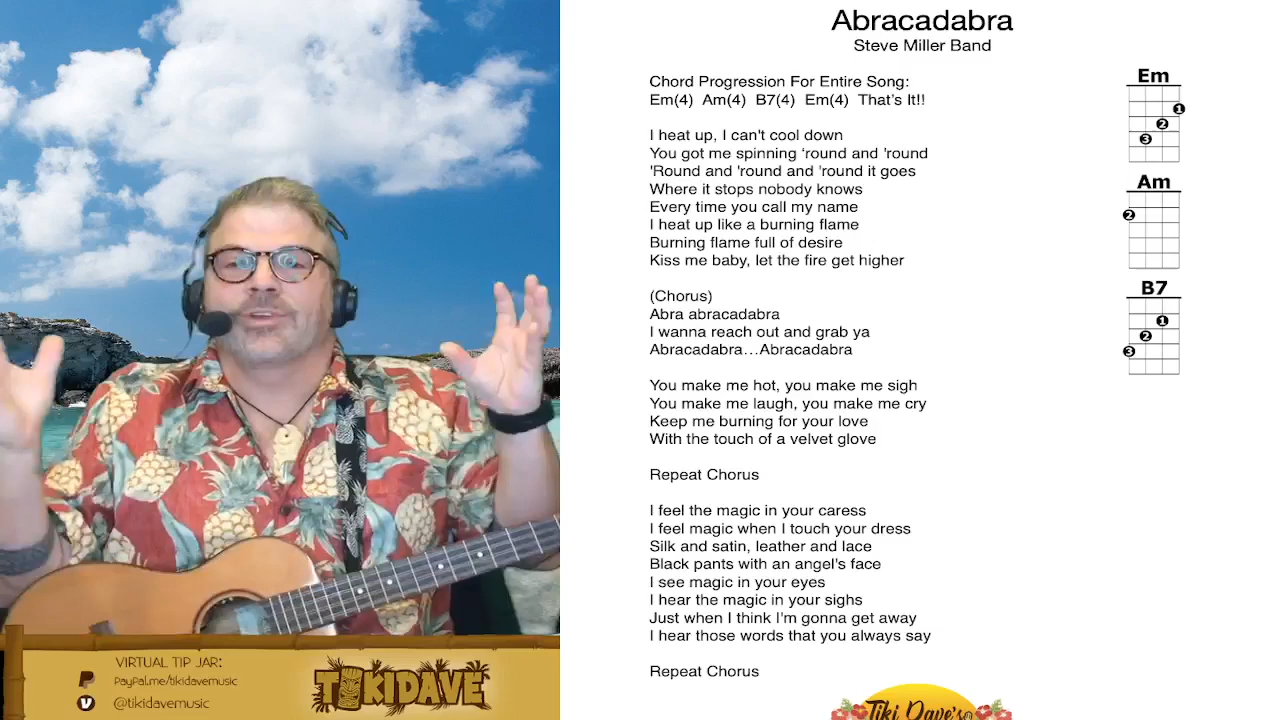 Abracadabra
Steve Miller Band
Chord Progression For Entire Song:
Em(4) Am(4) B7(4) Em(4) That's It!!
I heat up, I can't cool down
You got me spinning ‘round and 'round
'Round and 'round and 'round it goes
Where it stops nobody knows
Every time you call my name
I heat up like a burning flame
Burning flame full of desire
Kiss me baby, let the fire get higher
(Chorus)
Abra abracadabra
I wanna reach out and grab ya
Abracadabra…Abracadabra
You make me hot, you make me sigh
You make me laugh, you make me cry
Keep me burning for your love
With the touch of a velvet glove
Repeat Chorus
I feel the magic in your caress
I feel magic when I touch your dress
Silk and satin, leather and lace
Black pants with an angel's face
I see magic in your eyes
I hear the magic in your sighs
Just when I think I'm gonna get away
I hear those words that you always say
Repeat Chorus
Em
1
2
3
Am
2
B7
1
2
3
VIRTUAL TIP JAR:
PayPal.me/tikidavemusic
@tikidavemusic
TIKI DAVE
Tiki Dave's